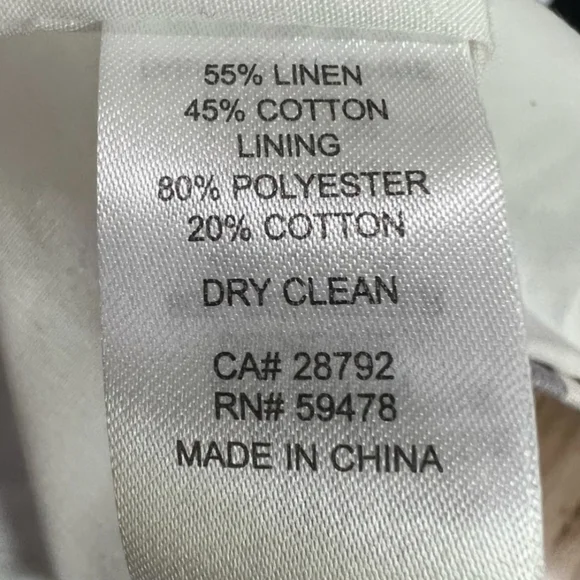 55% LINEN
45% COTTON
LINING
80% POLYESTER
20% COTTON
DRY CLEAN
CA# 28792
RN# 59478
MADE IN CHINA